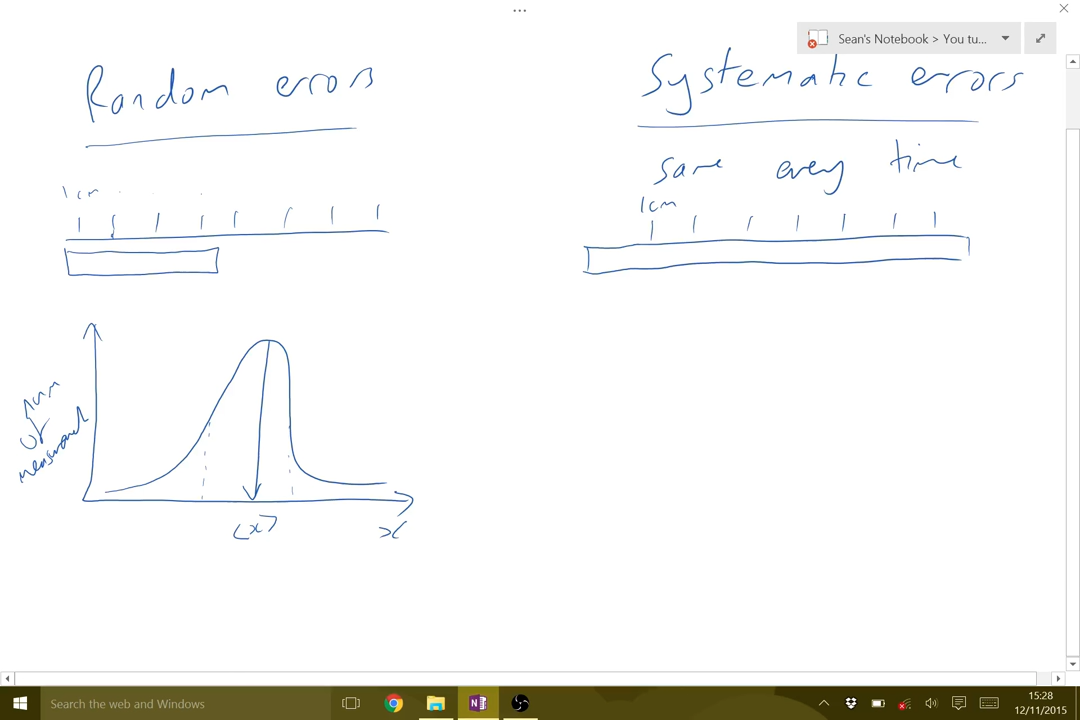 Sean's Notebook > You tu...
Random errors
Systematic errors
same every time
1cm
1cm
num
of
<x>
x
Search the web and Windows
15:28
12/11/2015